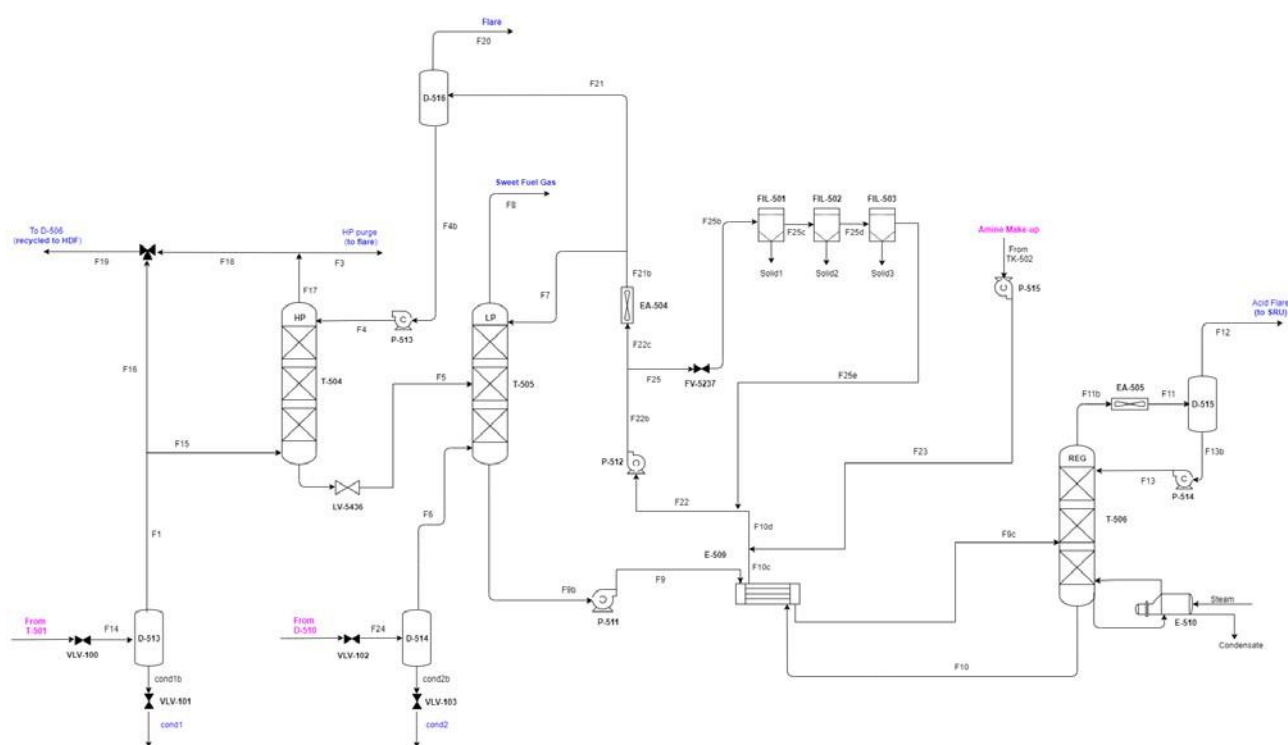 Flare
F20
D-516
F21
Sweet Fuel Gas
F8
FIL-501
FIL-502
FIL-503
F25b
F25c
F25d
Solid1
Solid2
Solid3
Amine Make-up
From
TK-502
P-515
To D-506
(recycled to HDF)
F19
F18
HP purge
(to flare)
F3
F4b
F17
F7
F21b
EA-504
HP
F4
P-513
LP
F22c
Acid Flare
(to SRU)
F12
F16
T-504
F5
T-505
F25
FV-5237
F25e
EA-505
F11b
F11
D-515
F15
F22b
REG
F13b
P-512
F23
F13
P-514
LV-5436
F6
F22
F10d
T-506
F1
E-509
F10c
F9c
F9b
F9
P-511
Steam
E-510
Condensate
From
T-501
F14
D-513
VLV-100
From
D-510
F24
D-514
VLV-102
F10
cond1b
VLV-101
cond1
cond2b
VLV-103
cond2